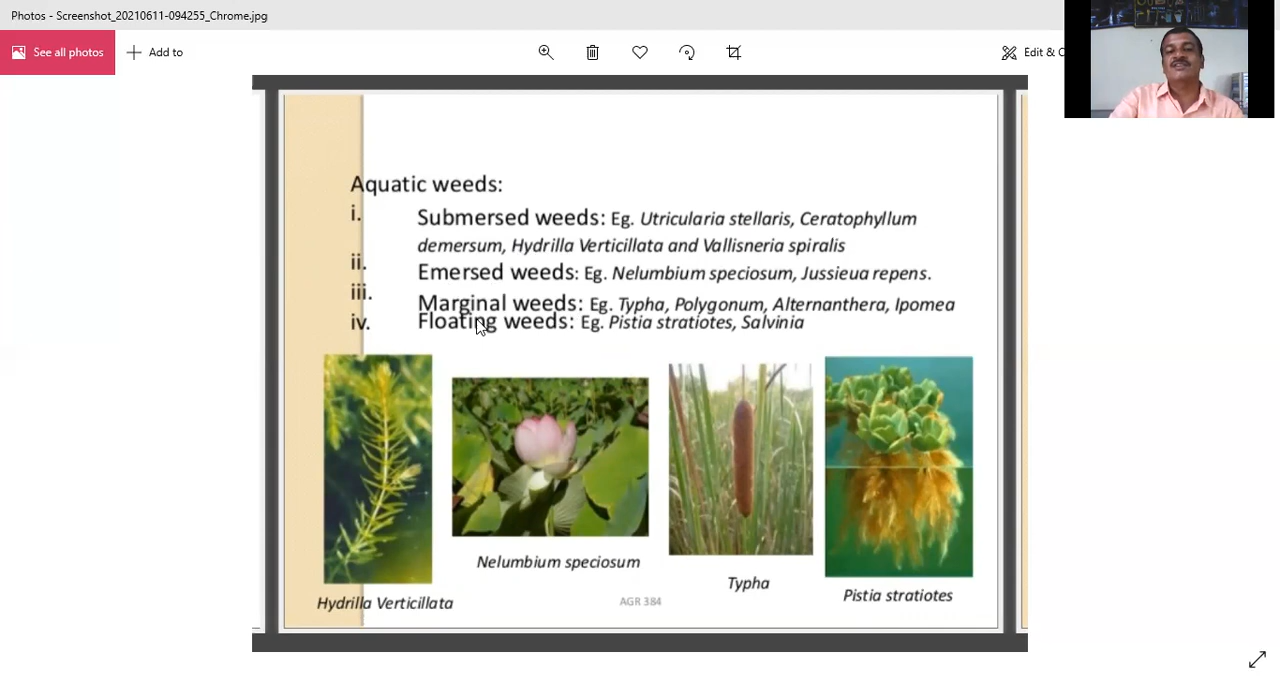 Photos - Screenshot_20210611-094255_Chrome.jpg
See all photos
Add to
Edit & C
Aquatic weeds:
i. Submersed weeds: Eg. Utricularia stellaris, Ceratophyllum
demersum, Hydrilla Verticillata and Vallisneria spiralis
ii. Emersed weeds: Eg. Nelumbium speciosum, Jussieua repens.
iii. Marginal weeds: Eg. Typha, Polygonum, Alternanthera, Ipomea
iv. Floating weeds: Eg. Pistia stratiotes, Salvinia
Nelumbium speciosum
Typha
Pistia stratiotes
Hydrilla Verticillata
AGR 384